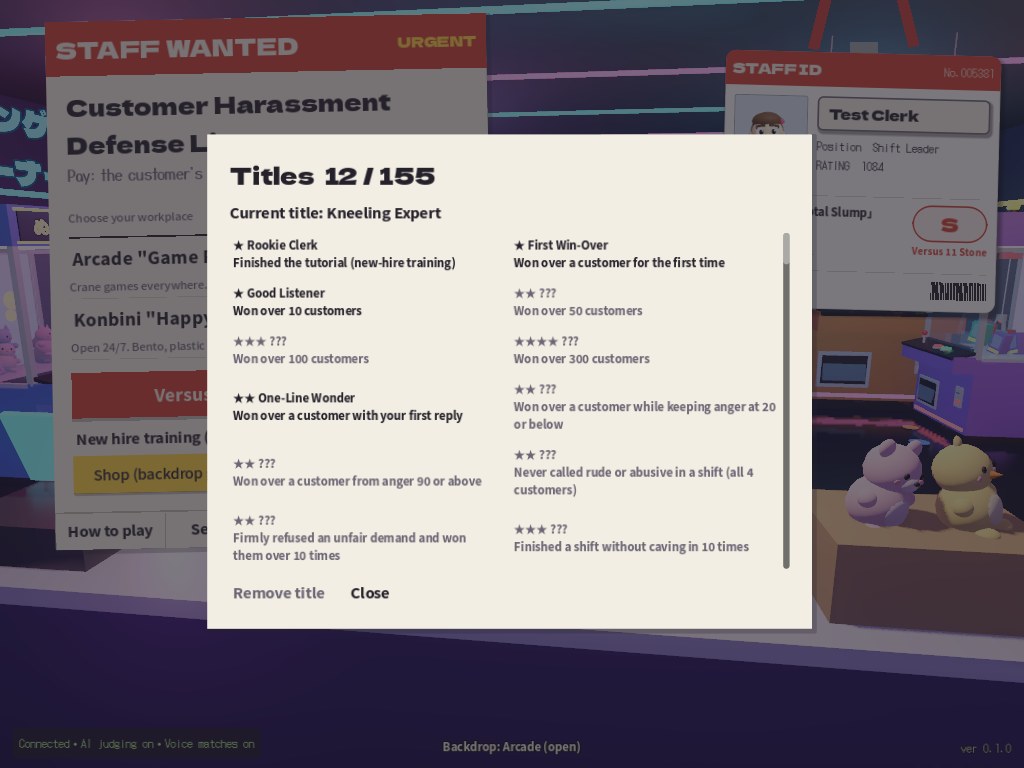 STAFF WANTED
URGENT
Customer Harassment
Defense L
Pay: the customer's
Choose your workplace
Arcade "Game
Crane games everywhere.
Konbini "Happy
Open 24/7. Bento, plastic
Versus
New hire training (
Shop (backdrop
How to play
Se
STAFF ID
No. 005381
Test Clerk
Position Shift Leader
RATING 1084
tal Slump」
S
Versus 11 Stone
ング
ーナ
Titles 12 / 155
Current title: Kneeling Expert
★ Rookie Clerk
Finished the tutorial (new-hire training)
★ First Win-Over
Won over a customer for the first time
★ Good Listener
Won over 10 customers
★★ ???
Won over 50 customers
★★★ ???
Won over 100 customers
★★★★ ???
Won over 300 customers
★★ One-Line Wonder
Won over a customer with your first reply
★★ ???
Won over a customer while keeping anger at 20
or below
★★ ???
Won over a customer from anger 90 or above
★★ ???
Never called rude or abusive in a shift (all 4
customers)
★★ ???
Firmly refused an unfair demand and won
them over 10 times
★★★ ???
Finished a shift without caving in 10 times
Remove title
Close
Connected • AI judging on • Voice matches on
Backdrop: Arcade (open)
ver 0.1.0